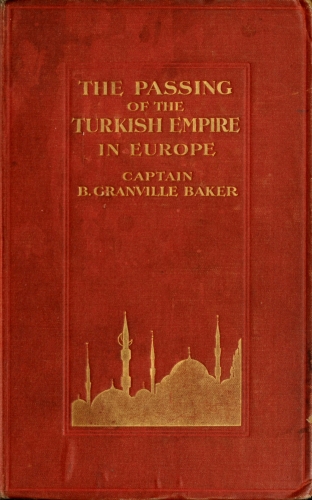 THE PASSING
OF THE
TURKISH EMPIRE
IN EUROPE
CAPTAIN
B. GRANVILLE BAKER